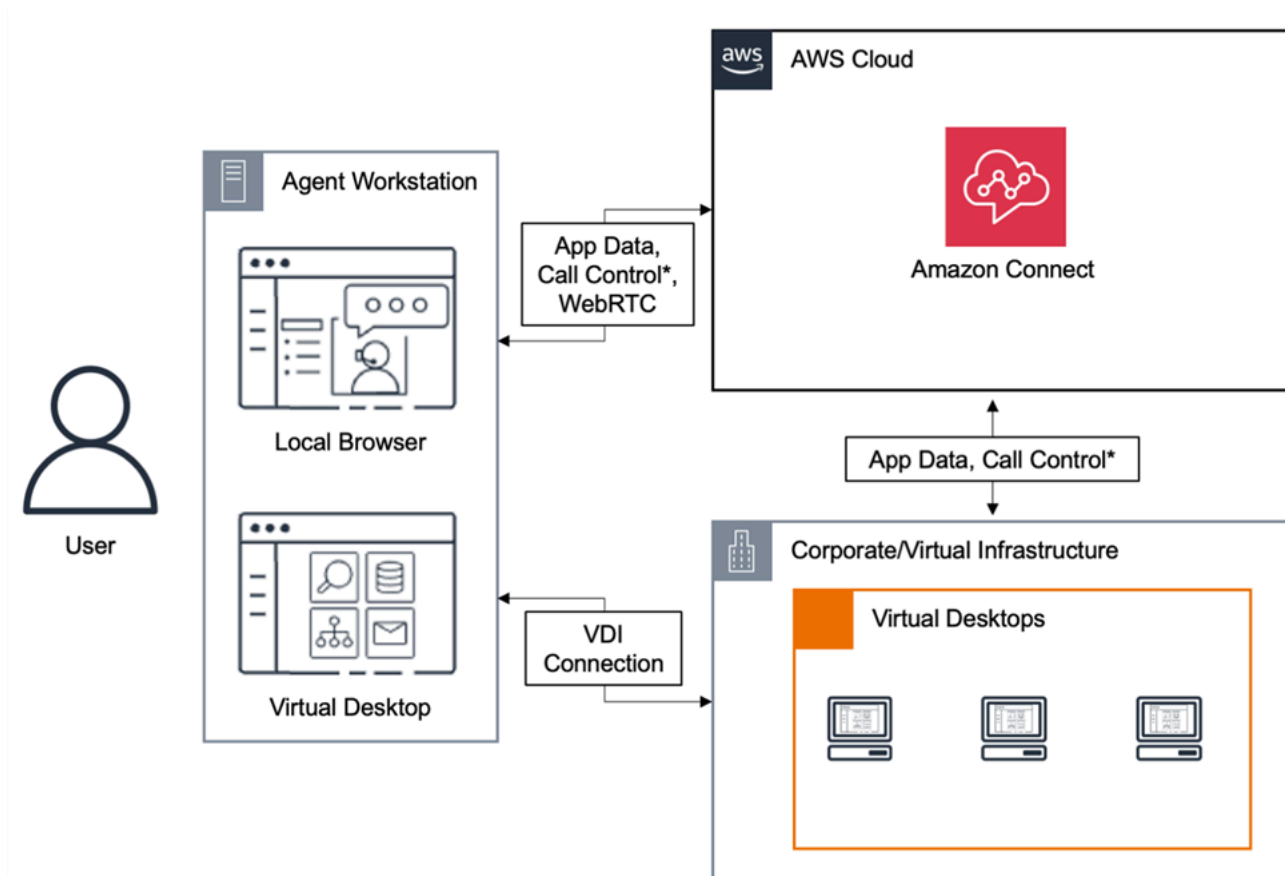 aws
AWS Cloud
Amazon Connect
Agent Workstation
App Data,
Call Control*,
WebRTC
Local Browser
User
App Data, Call Control*
Corporate/Virtual Infrastructure
Virtual Desktops
VDI
Connection
Virtual Desktop